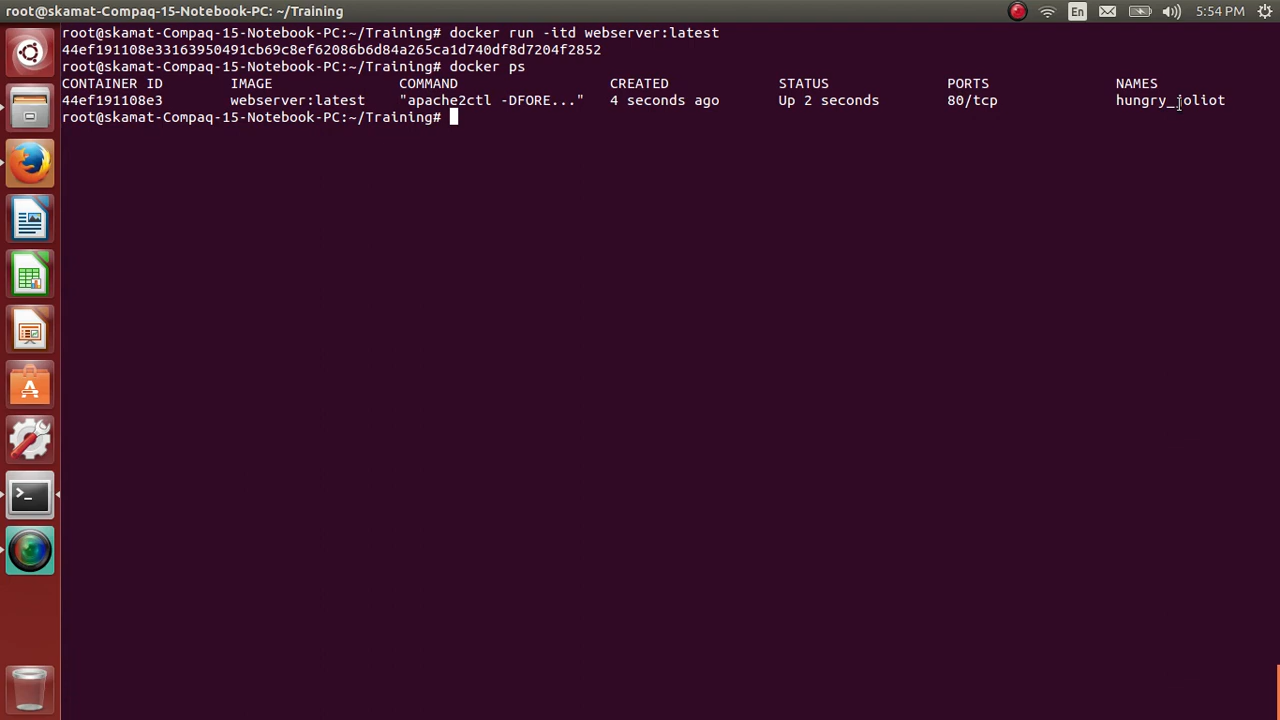 root@skamat-Compaq-15-Notebook-PC: ~/Training
En
5:54 PM
root@skamat-Compaq-15-Notebook-PC:~/Training# docker run -itd webserver:latest
44ef191108e33163950491cb69c8ef62086b6d84a265ca1d740df8d7204f2852
root@skamat-Compaq-15-Notebook-PC:~/Training# docker ps
CONTAINER ID IMAGE COMMAND CREATED STATUS PORTS NAMES
44ef191108e3 webserver:latest "apache2ctl -DFORE..." 4 seconds ago Up 2 seconds 80/tcp hungry_joliot
root@skamat-Compaq-15-Notebook-PC:~/Training#